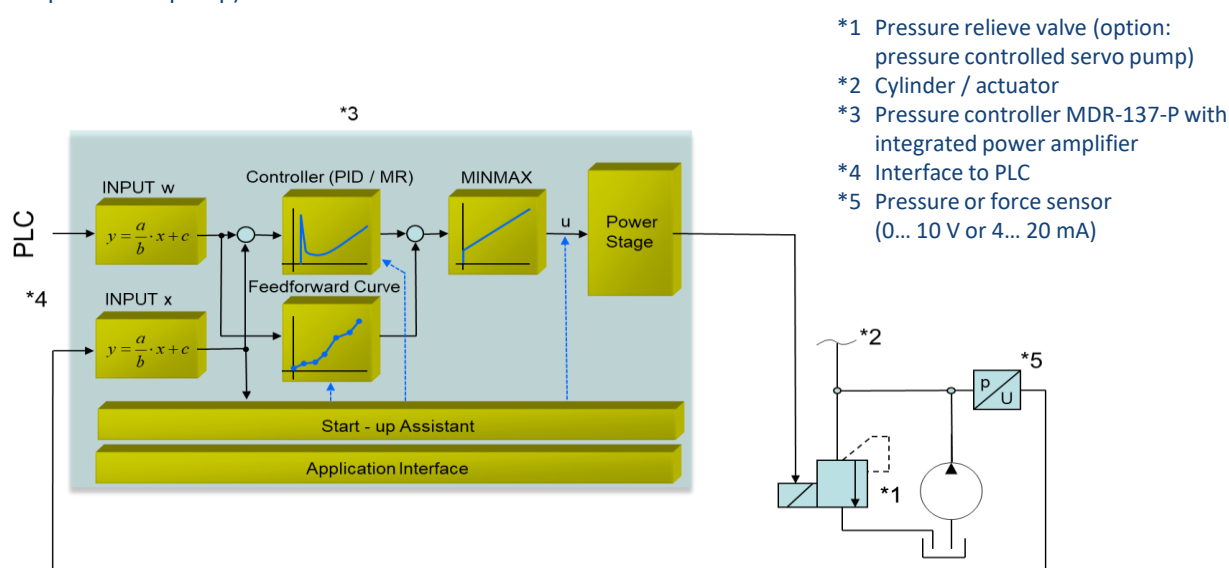 *1 Pressure relieve valve (option:
pressure controlled servo pump)
*2 Cylinder / actuator
*3 Pressure controller MDR-137-P with
integrated power amplifier
*4 Interface to PLC
*5 Pressure or force sensor
(0... 10 V or 4... 20 mA)
*3
INPUT w
Controller (PID / MR)
MINMAX
PLC
y = a/b · x + c
u
Power
Stage
*4
INPUT x
Feedforward Curve
y = a/b · x + c
Start - up Assistant
Application Interface
*2
*5
p
U
*1